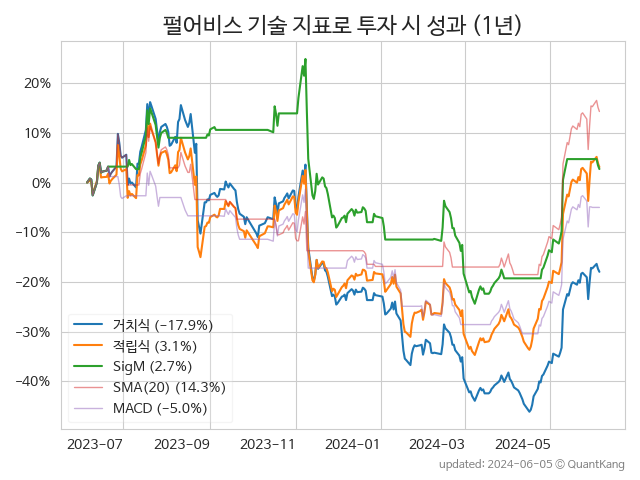 펄어비스 기술 지표로 투자 시 성과 (1년)
20%
10%
0%
−10%
−20%
−30%
−40%
거치식 (−17.9%)
적립식 (3.1%)
SigM (2.7%)
SMA(20) (14.3%)
MACD (−5.0%)
2023-07 2023-09 2023-11 2024-01 2024-03 2024-05
updated: 2024-06-05 © QuantKang